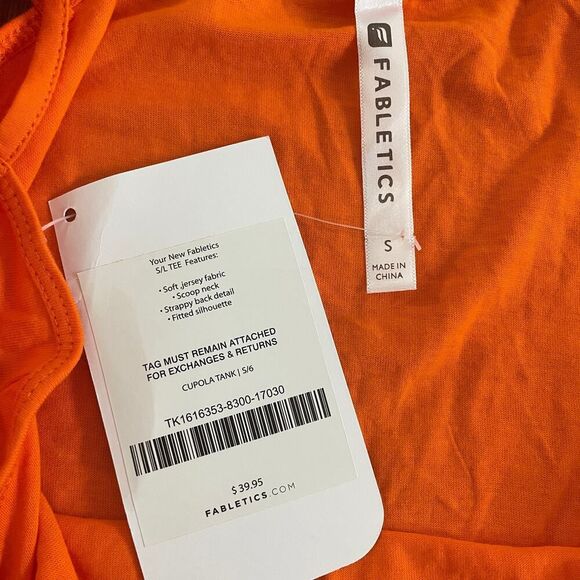 FABLETICS
S
MADE IN
CHINA
Your New Fabletics
S/L TEE Features:
• Soft jersey fabric
• Scoop neck
• Strappy back detail
• Fitted silhouette
TAG MUST REMAIN ATTACHED
FOR EXCHANGES & RETURNS
CUPOLA TANK | S/6
TK1616353-8300-17030
$39.95
FABLETICS.COM